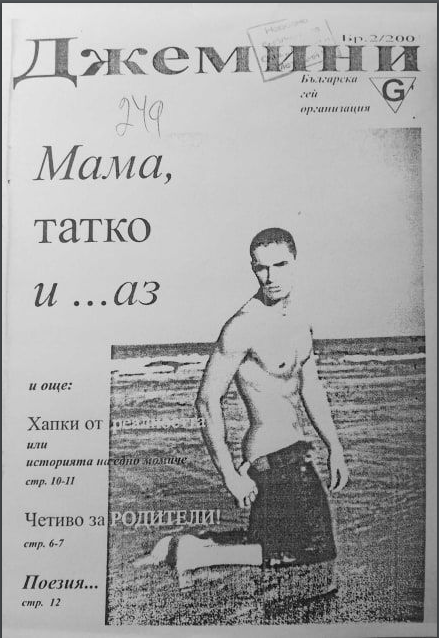 Бр.2/200
Джемини
Българска
гей
организация
G
249
Мама,
татко
и ...аз
и още:
Хапки от реалността
или
историята на едно момиче
стр. 10-11
Четиво за РОДИТЕЛИ!
стр. 6-7
Поезия...
стр. 12